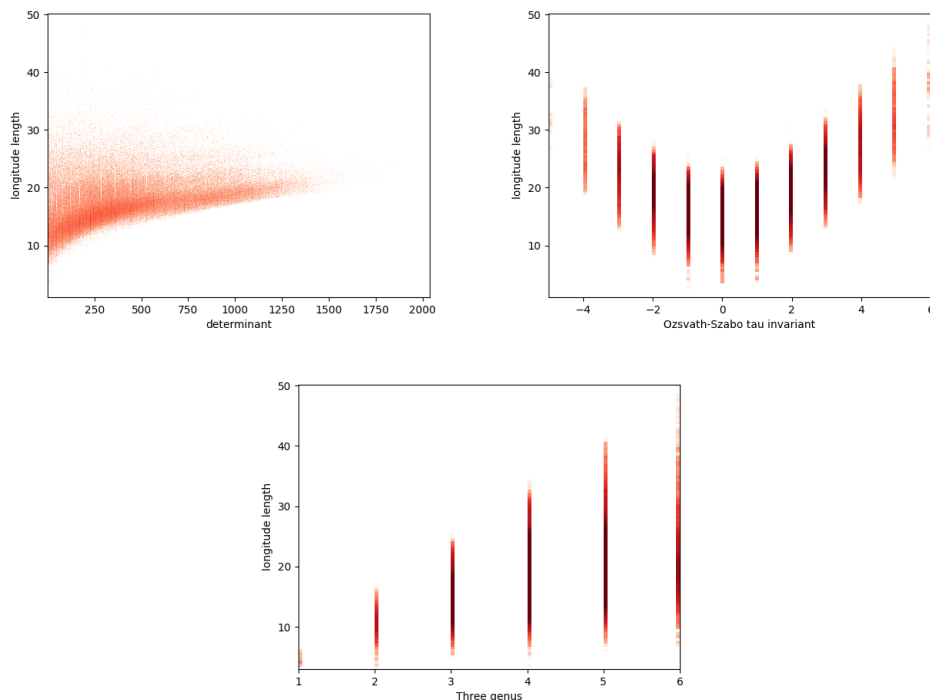 50
40
30
20
10
longitude length
250 500 750 1000 1250 1500 1750 2000
determinant
50
40
30
20
10
longitude length
−4 −2 0 2 4 6
Ozsvath-Szabo tau invariant
50
40
30
20
10
longitude length
1 2 3 4 5 6
Three genus